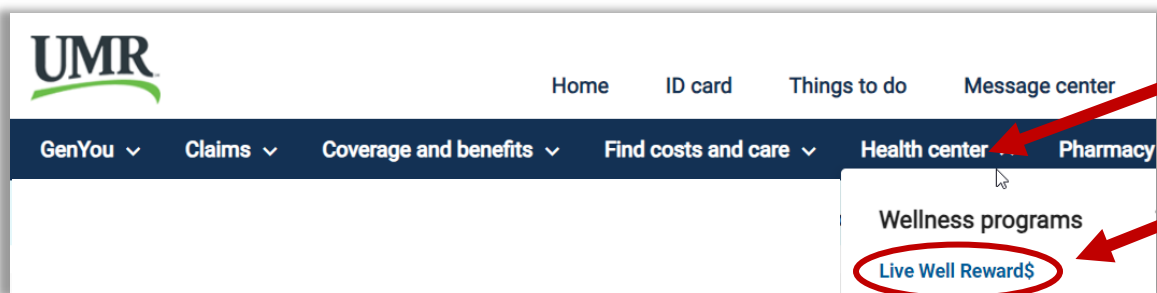 UMR
Home ID card Things to do Message center
GenYou Claims Coverage and benefits Find costs and care Health center Pharmacy
Wellness programs
Live Well Reward$